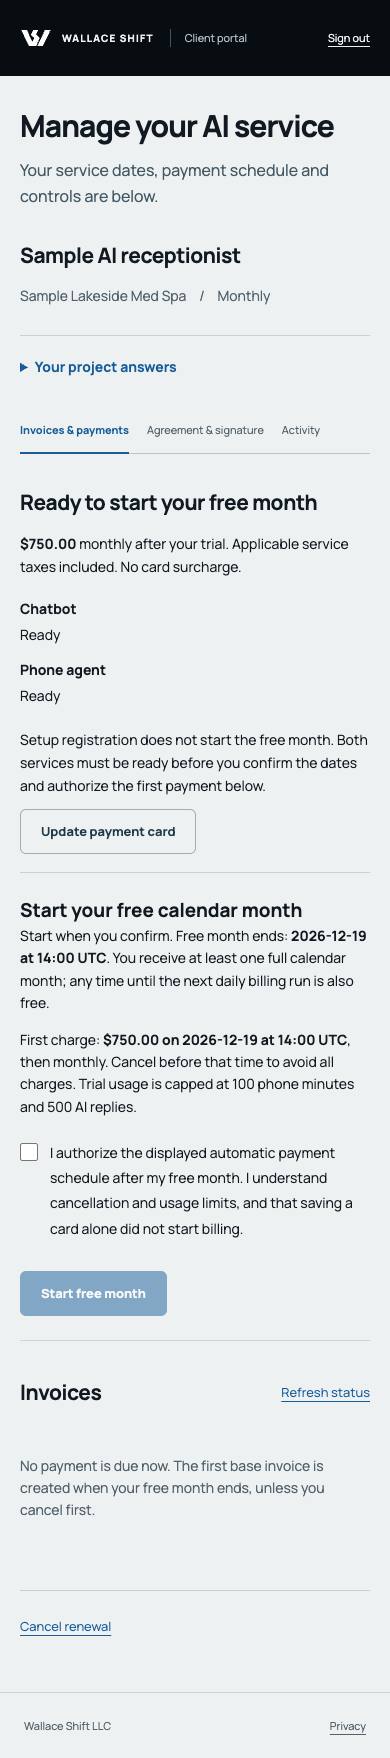 WALLACE SHIFT
Client portal
Sign out
Manage your AI service
Your service dates, payment schedule and
controls are below.
Sample AI receptionist
Sample Lakeside Med Spa / Monthly
Your project answers
Invoices & payments
Agreement & signature
Activity
Ready to start your free month
$750.00 monthly after your trial. Applicable service
taxes included. No card surcharge.
Chatbot
Ready
Phone agent
Ready
Setup registration does not start the free month. Both
services must be ready before you confirm the dates
and authorize the first payment below.
Update payment card
Start your free calendar month
Start when you confirm. Free month ends: 2026-12-19
at 14:00 UTC. You receive at least one full calendar
month; any time until the next daily billing run is also
free.
First charge: $750.00 on 2026-12-19 at 14:00 UTC,
then monthly. Cancel before that time to avoid all
charges. Trial usage is capped at 100 phone minutes
and 500 AI replies.
I authorize the displayed automatic payment
schedule after my free month. I understand
cancellation and usage limits, and that saving a
card alone did not start billing.
Start free month
Invoices
Refresh status
No payment is due now. The first base invoice is
created when your free month ends, unless you
cancel first.
Cancel renewal
Wallace Shift LLC
Privacy